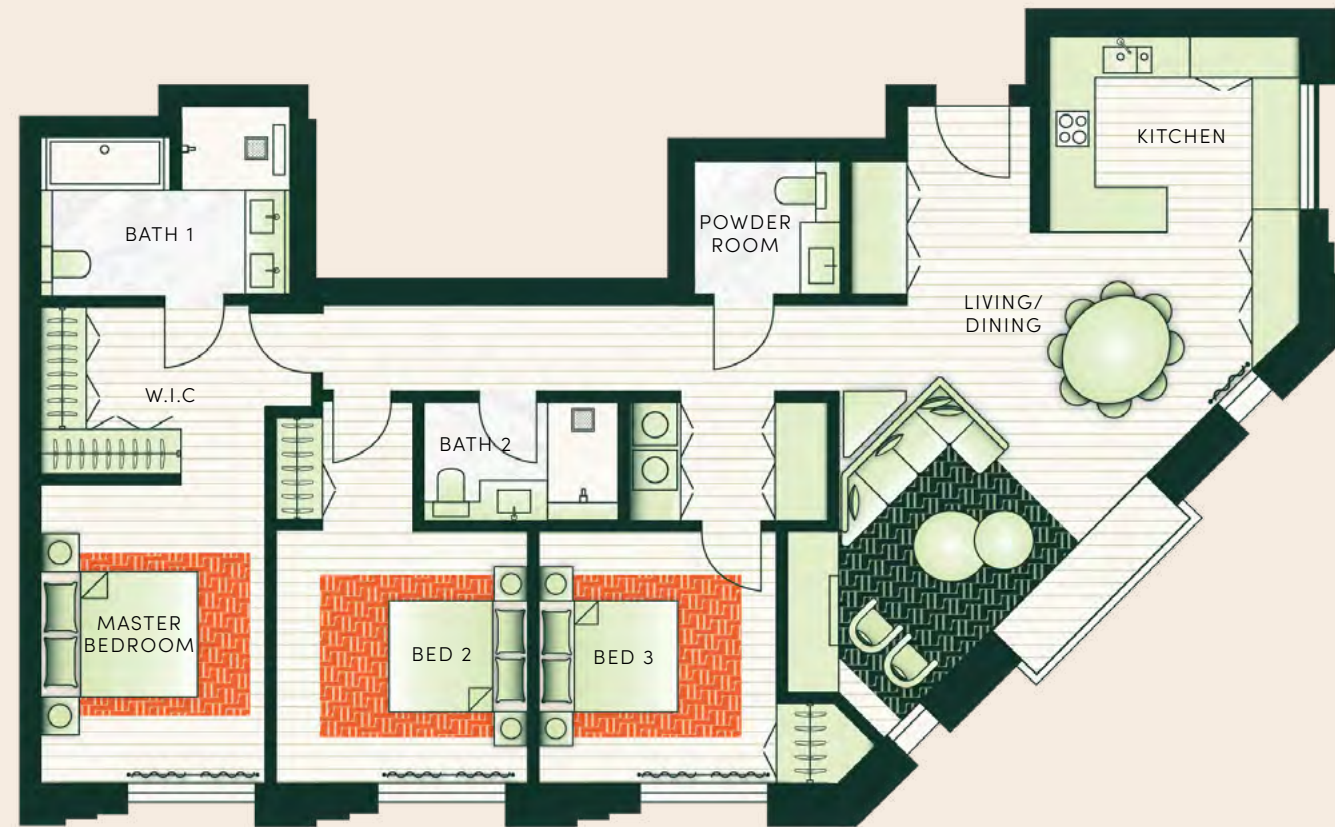 KITCHEN
POWDER
ROOM
BATH 1
LIVING/
DINING
W.I.C
BATH 2
MASTER
BEDROOM
BED 2
BED 3